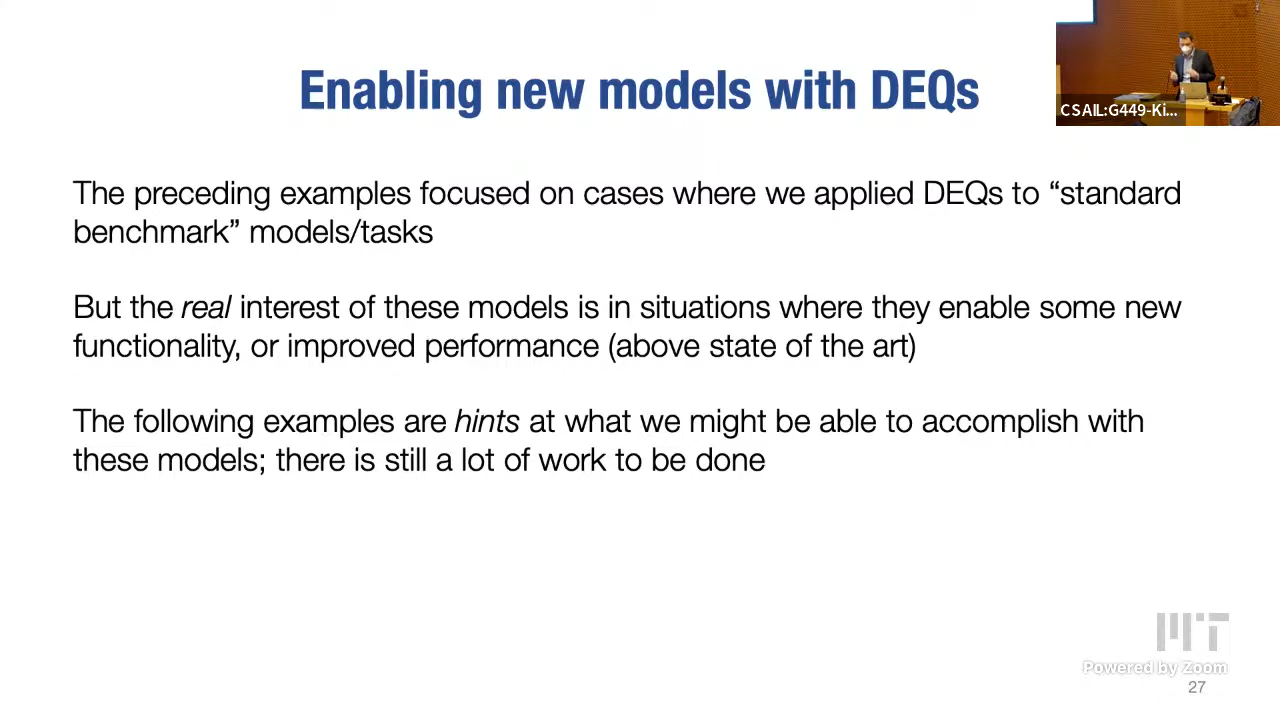 Enabling new models with DEQs
CSAIL:G449-Ki...
The preceding examples focused on cases where we applied DEQs to “standard
benchmark” models/tasks
But the real interest of these models is in situations where they enable some new
functionality, or improved performance (above state of the art)
The following examples are hints at what we might be able to accomplish with
these models; there is still a lot of work to be done
MIT
Powered by Zoom
27